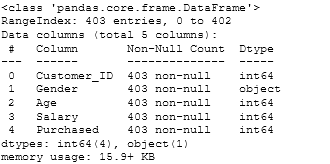 <class 'pandas.core.frame.DataFrame'>
RangeIndex: 403 entries, 0 to 402
Data columns (total 5 columns):
 #   Column       Non-Null Count  Dtype
---  ------       --------------  -----
 0   Customer_ID  403 non-null    int64
 1   Gender       403 non-null    object
 2   Age          403 non-null    int64
 3   Salary       403 non-null    int64
 4   Purchased    403 non-null    int64
dtypes: int64(4), object(1)
memory usage: 15.9+ KB